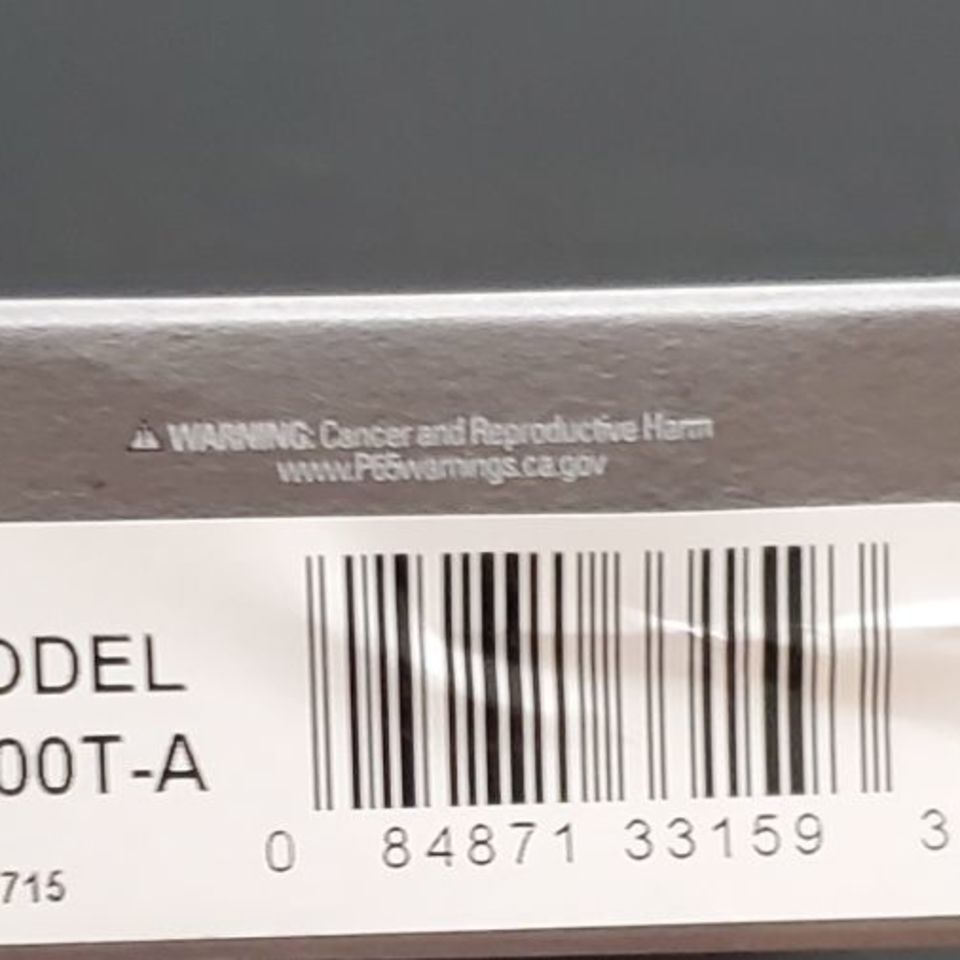 ⚠ WARNING: Cancer and Reproductive Harm
www.P65warnings.ca.gov
ODEL
00T-A
715
0 84871 33159 3